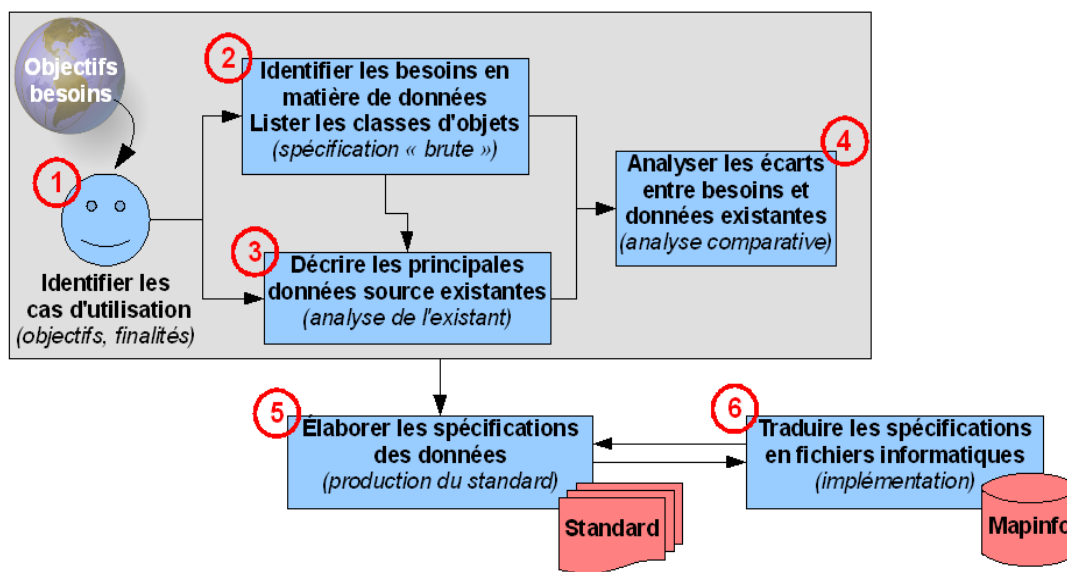 Objectifs
besoins
1
Identifier les
cas d'utilisation
(objectifs, finalités)
2
Identifier les besoins en
matière de données
Lister les classes d'objets
(spécification « brute »)
3
Décrire les principales
données source existantes
(analyse de l'existant)
4
Analyser les écarts
entre besoins et
données existantes
(analyse comparative)
5
Élaborer les spécifications
des données
(production du standard)
Standard
6
Traduire les spécifications
en fichiers informatiques
(implémentation)
Mapinfo